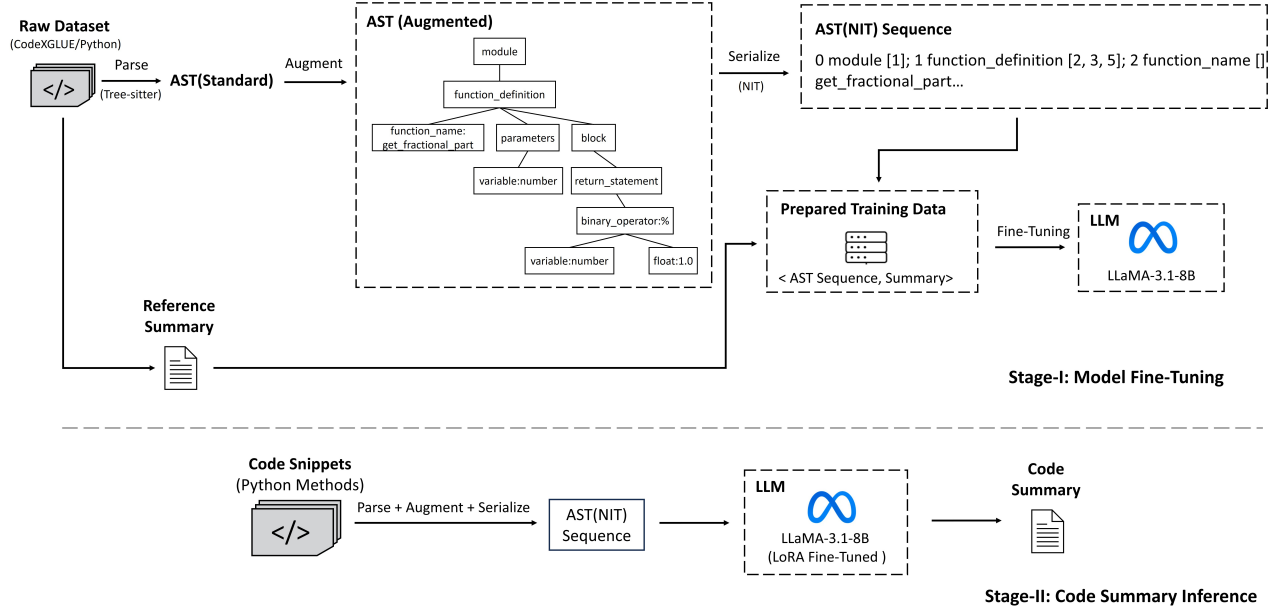 Raw Dataset
(CodeXGLUE/Python)
</>
Parse
(Tree-sitter)
AST(Standard)
Augment
AST (Augmented)
module
function_definition
function_name:
get_fractional_part
parameters
block
variable:number
return_statement
binary_operator:%
variable:number
float:1.0
Serialize
(NIT)
AST(NIT) Sequence
0 module [1]; 1 function_definition [2, 3, 5]; 2 function_name []
get_fractional_part...
Prepared Training Data
< AST Sequence, Summary>
Fine-Tuning
LLM
LLaMA-3.1-8B
Reference
Summary
Stage-I: Model Fine-Tuning
Code Snippets
(Python Methods)
</>
Parse + Augment + Serialize
AST(NIT)
Sequence
LLM
LLaMA-3.1-8B
(LoRA Fine-Tuned )
Code
Summary
Stage-II: Code Summary Inference